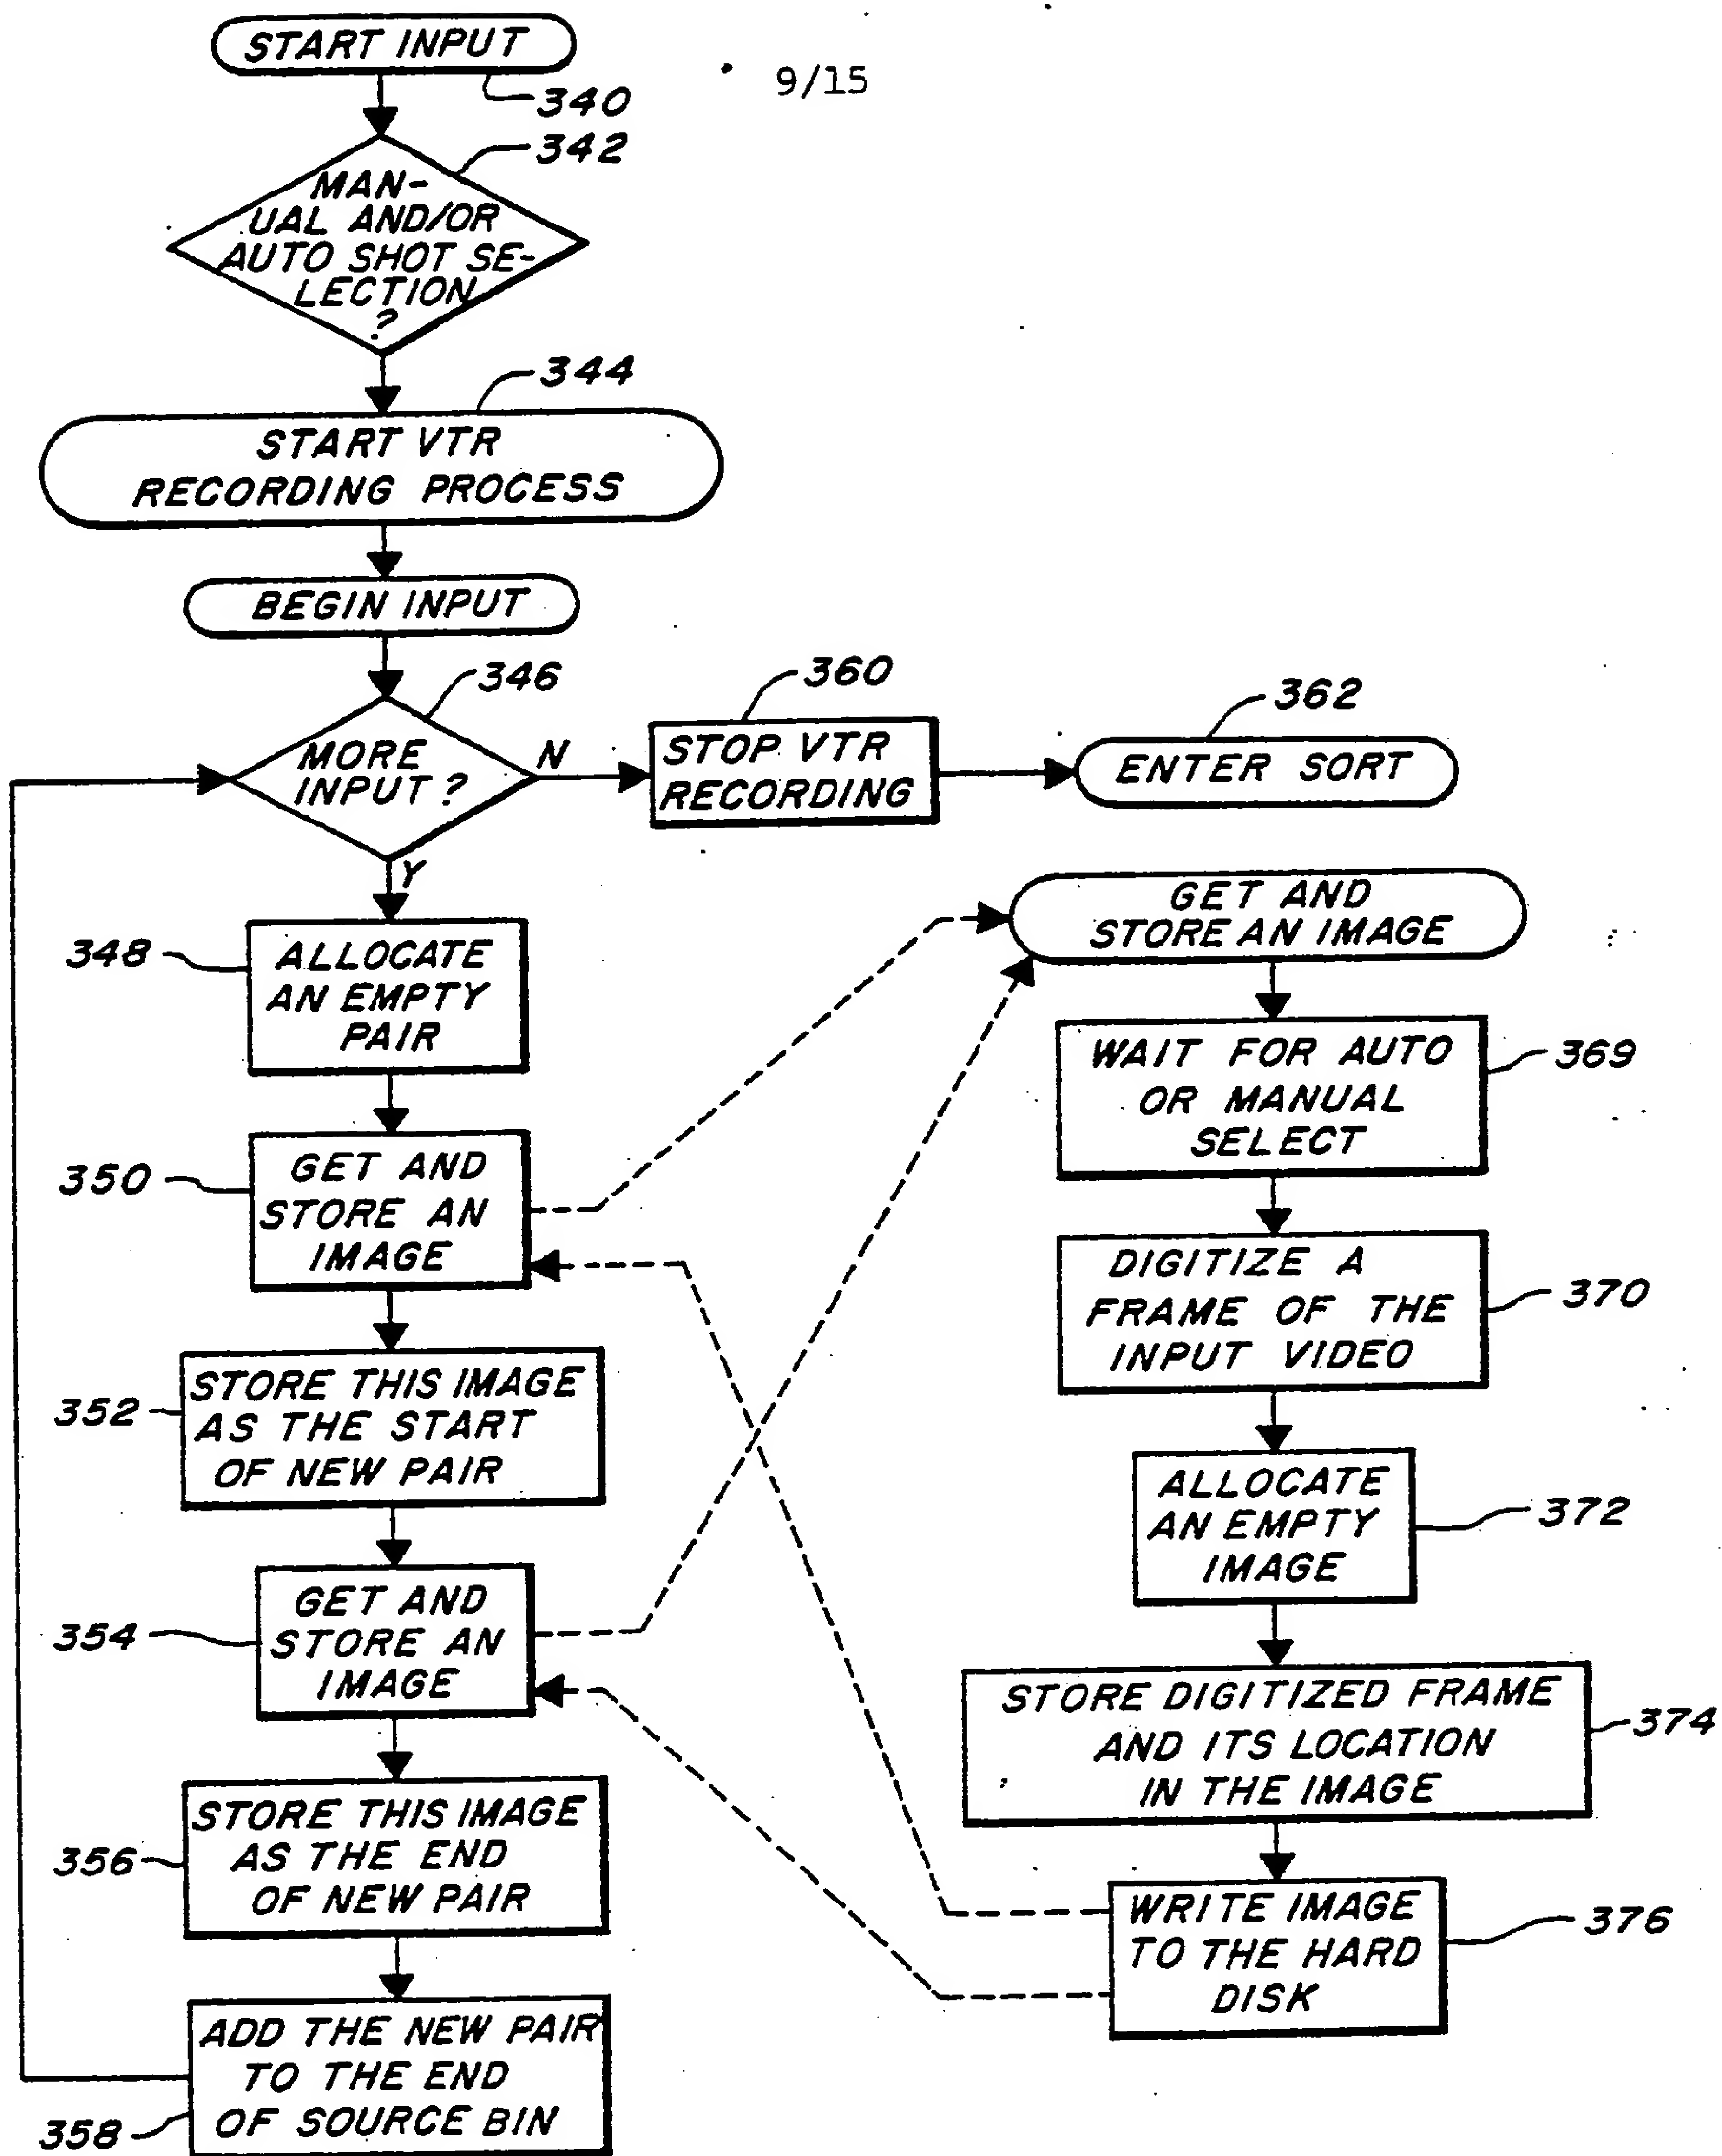 START INPUT
340
9/15
342
MAN-
UAL AND/OR
AUTO SHOT SE-
LECTION
?
344
START VTR
RECORDING PROCESS
BEGIN INPUT
346
MORE
INPUT ?
N
360
STOP VTR
RECORDING
362
ENTER SORT
Y
348
ALLOCATE
AN EMPTY
PAIR
350
GET AND
STORE AN
IMAGE
352
STORE THIS IMAGE
AS THE START
OF NEW PAIR
354
GET AND
STORE AN
IMAGE
356
STORE THIS IMAGE
AS THE END
OF NEW PAIR
358
ADD THE NEW PAIR
TO THE END
OF SOURCE BIN
GET AND
STORE AN IMAGE
WAIT FOR AUTO
OR MANUAL
SELECT
369
DIGITIZE A
FRAME OF THE
INPUT VIDEO
370
ALLOCATE
AN EMPTY
IMAGE
372
STORE DIGITIZED FRAME
AND ITS LOCATION
IN THE IMAGE
374
WRITE IMAGE
TO THE HARD
DISK
376